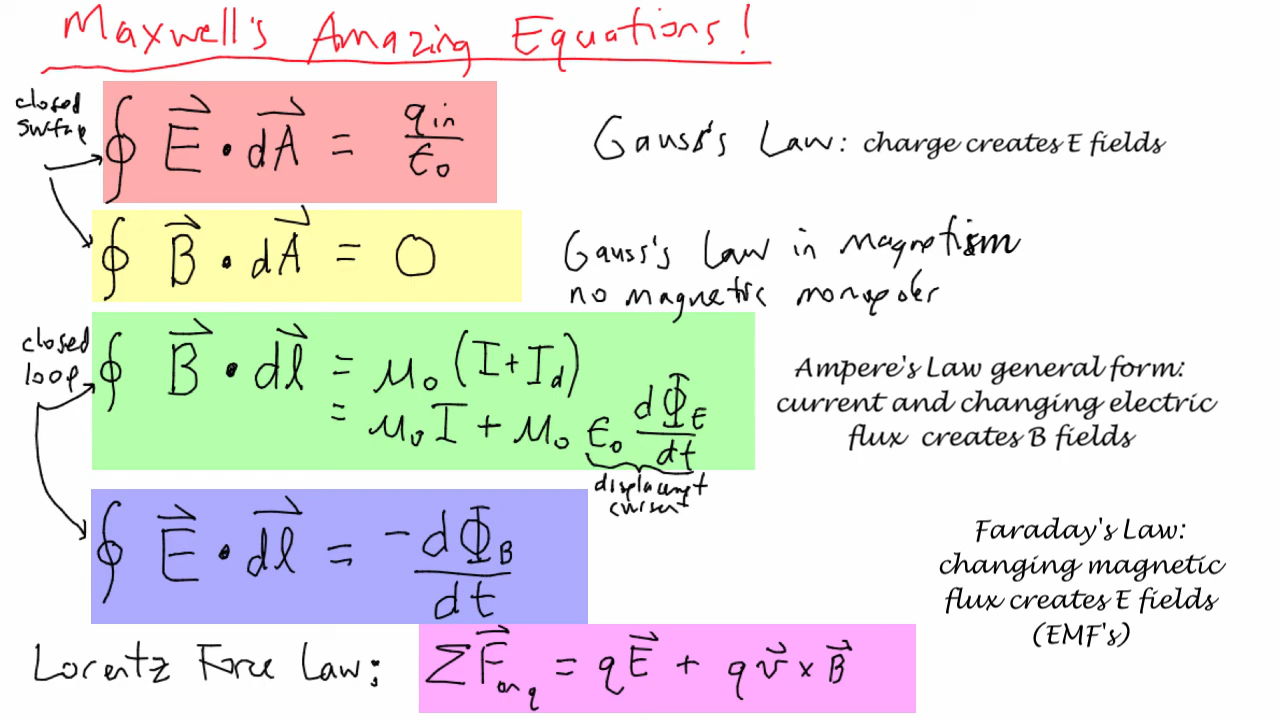 Maxwell's Amazing Equations!
closed surface
∮ E⃗ • dA⃗ = qin/ϵ₀
Gauss's Law: charge creates E fields
∮ B⃗ • dA⃗ = 0
Gauss's Law in magnetism
no magnetic monopoles
closed
loop
∮ B⃗ • dl⃗ = μ₀ (I + I_d)
= μ₀I + μ₀ ϵ₀ dΦ_E/dt
displacement
current
Ampere's Law general form:
current and changing electric
flux creates B fields
∮ E⃗ • dl⃗ = -dΦ_B/dt
Faraday's Law:
changing magnetic
flux creates E fields
(EMF's)
Lorentz Force Law: ΣF⃗ on q = qE⃗ + qv⃗ × B⃗